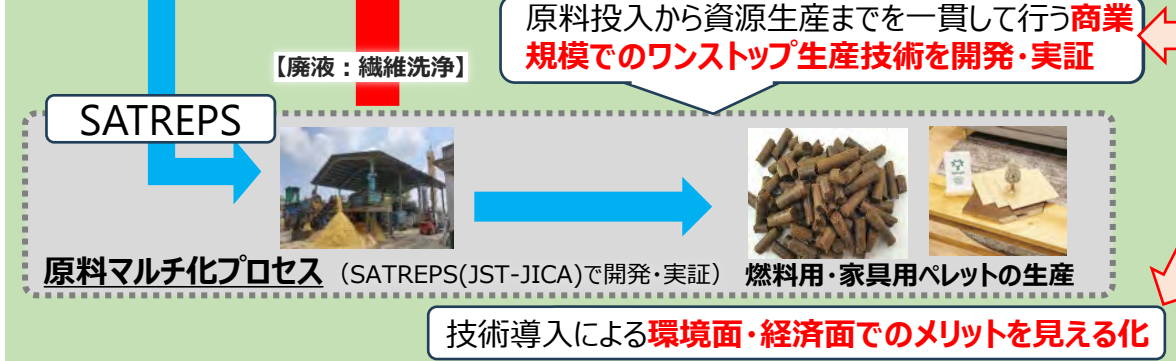 原料投入から資源生産までを一貫して行う商業
規模でのワンストップ生産技術を開発・実証
【廃液：繊維洗浄】
SATREPS
原料マルチ化プロセス（SATREPS(JST-JICA)で開発・実証） 燃料用・家具用ペレットの生産
技術導入による環境面・経済面でのメリットを見える化